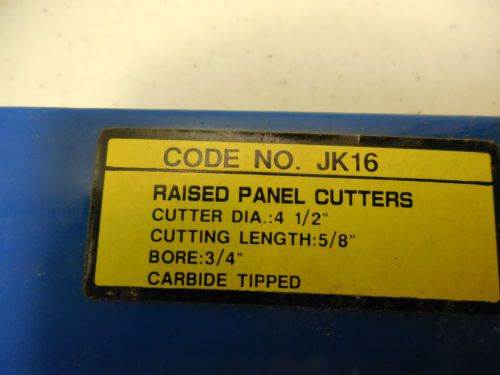 CODE NO. JK16
RAISED PANEL CUTTERS
CUTTER DIA.:4 1/2"
CUTTING LENGTH:5/8"
BORE:3/4"
CARBIDE TIPPED